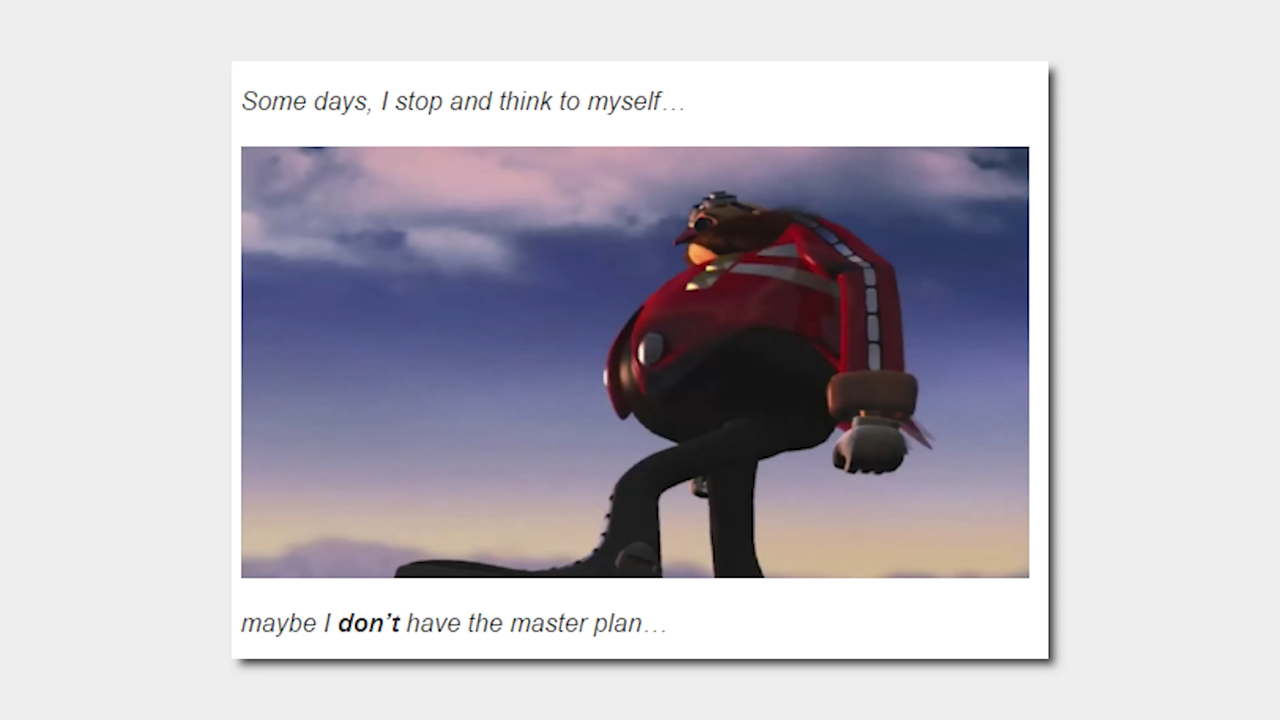 Some days, I stop and think to myself…
maybe I don’t have the master plan…